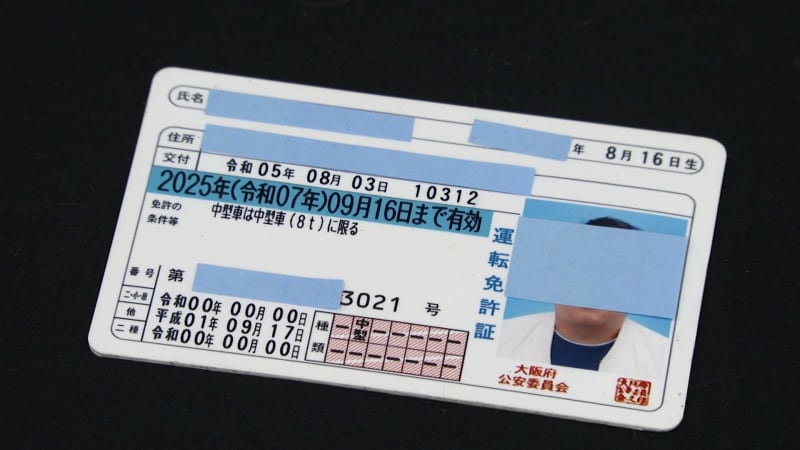 氏名
年 8月16日生
住所
交付 令和05年08月03日 10312
2025年(令和07年)09月16日まで有効
免許の
条件等
中型車は中型車(8t)に限る
運転免許証
番号 第 3021 号
二・小・原 令和00年00月00日
他 平成01年09月17日
二種 令和00年00月00日
種類
中型
大阪府
公安委員会